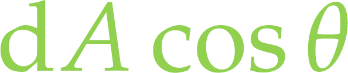 dA cos θ